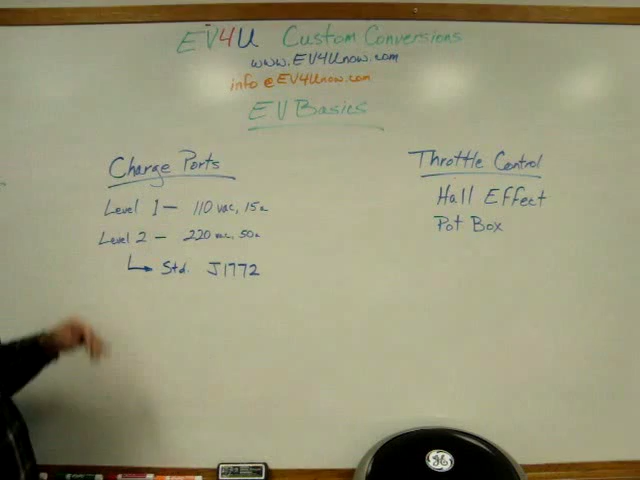 EV4U Custom Conversions
www.EV4Unow.com
info@EV4Unow.com
EV Basics
Charge Ports
Level 1 - 110 vac, 15a
Level 2 - 220 vac, 50a
↳ Std. J1772
Throttle Control
Hall Effect
Pot Box
GE